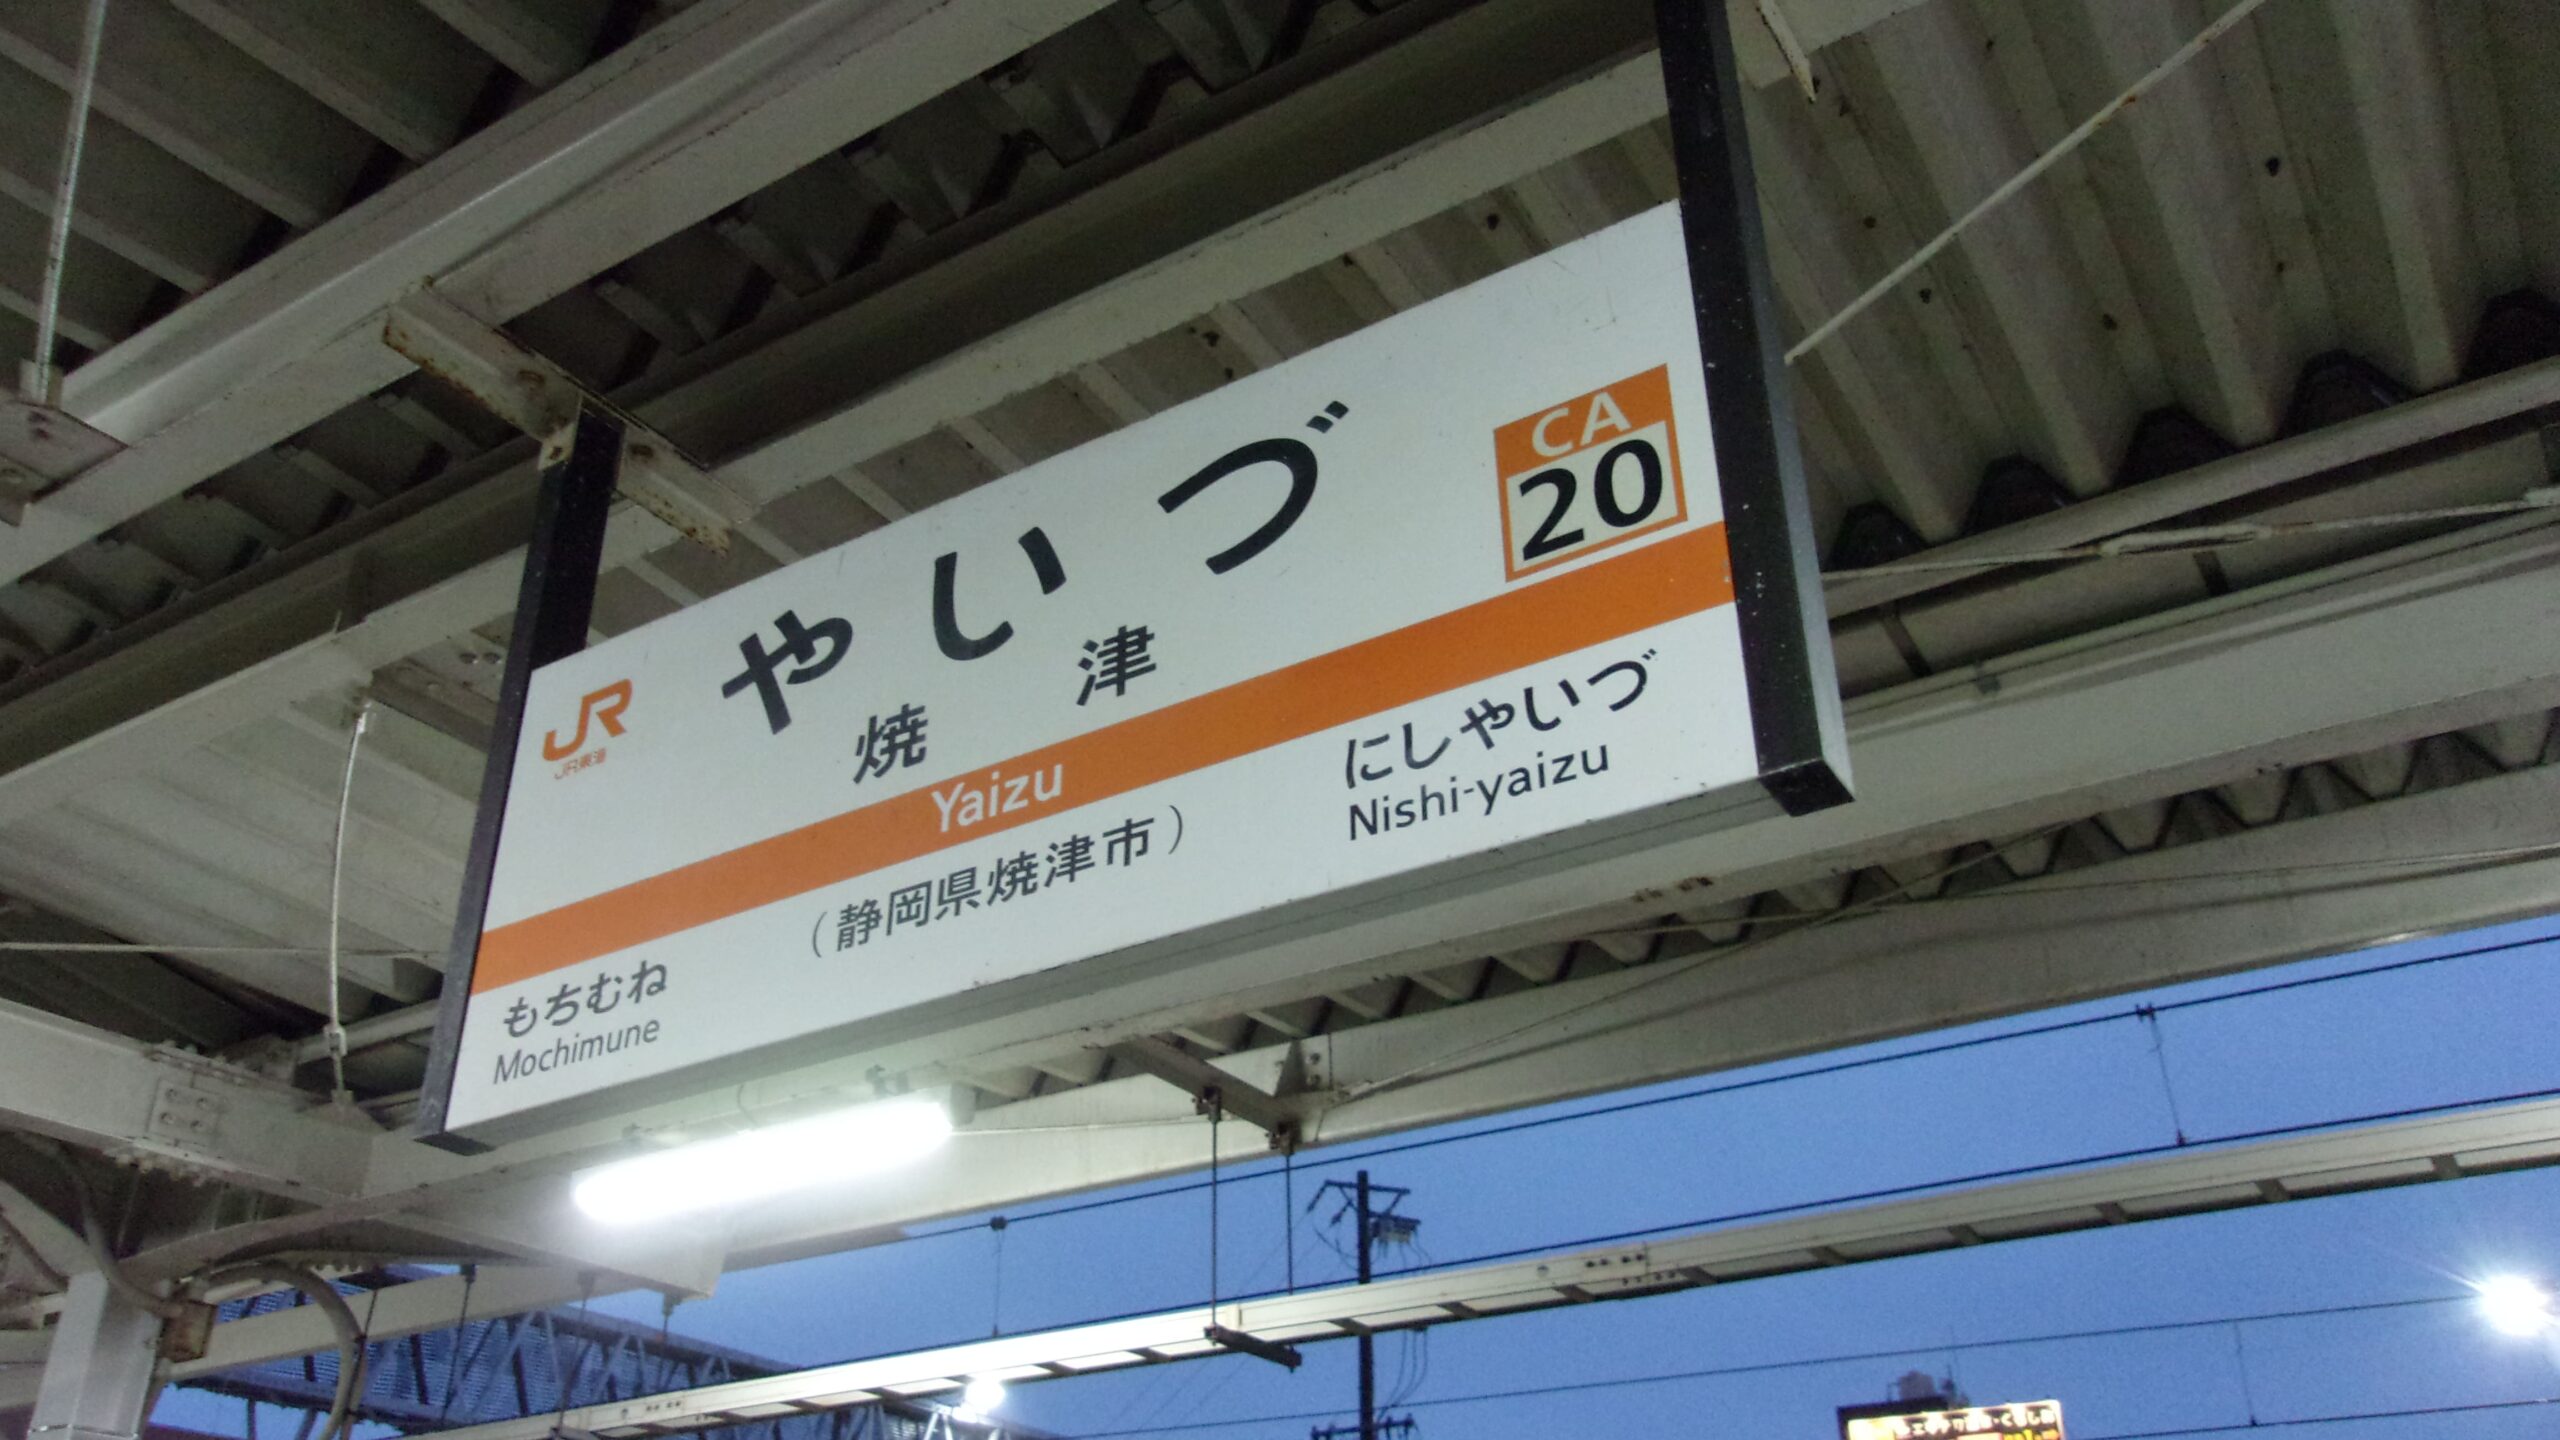 やいづ
CA
20
JR
JR東海
焼津
Yaizu
(静岡県焼津市)
もちむね
Mochimune
にしやいづ
Nishi-yaizu